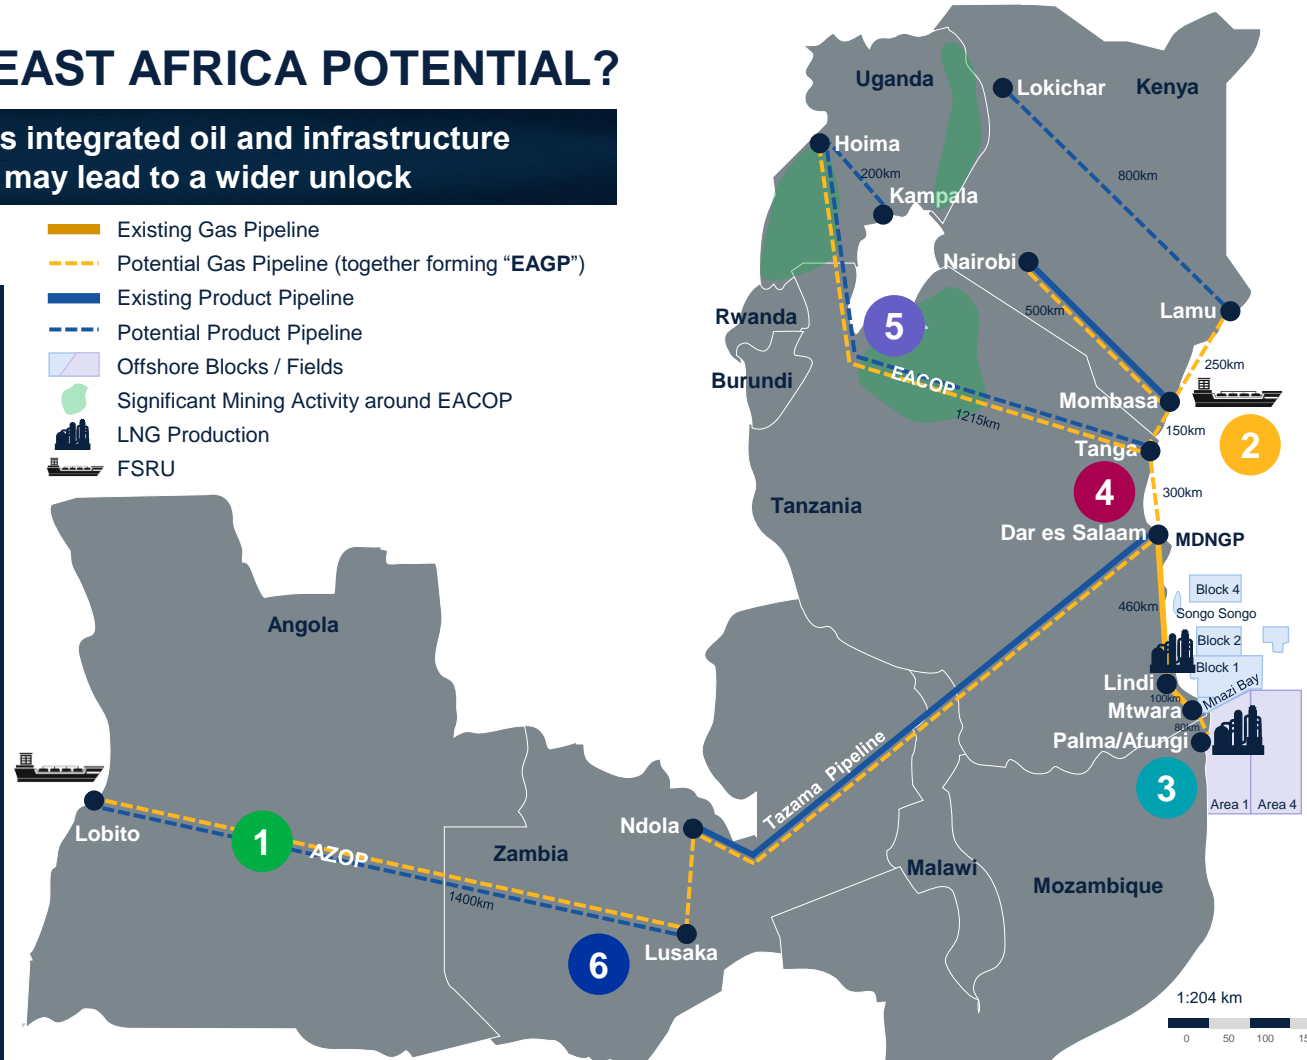 EAST AFRICA POTENTIAL?
s integrated oil and infrastructure
may lead to a wider unlock
Existing Gas Pipeline
Potential Gas Pipeline (together forming “EAGP”)
Existing Product Pipeline
Potential Product Pipeline
Offshore Blocks / Fields
Significant Mining Activity around EACOP
LNG Production
FSRU
Uganda
Lokichar
Kenya
Hoima
200km
Kampala
800km
Nairobi
Rwanda
5
500km
Lamu
Burundi
EACOP
250km
Mombasa
1215km
150km
2
Tanga
4
300km
Tanzania
Dar es Salaam
MDNGP
Block 4
460km
Songo Songo
Angola
Block 2
Block 1
Lindi
100km
Mnazi Bay
Mtwara
80km
Palma/Afungi
Tazama Pipeline
3
Area 1
Area 4
Lobito
1
AZOP
Ndola
Zambia
Malawi
Mozambique
1400km
Lusaka
6
1:204 km
0
50
100